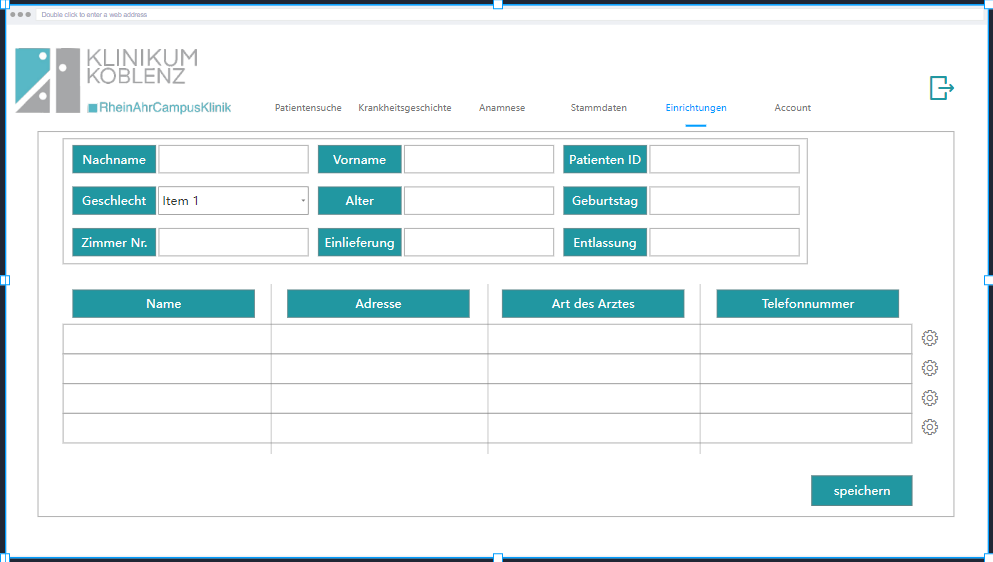 Double click to enter a web address
KLINIKUM
KOBLENZ
RheinAhrCampusKlinik
Patientensuche Krankheitsgeschichte Anamnese Stammdaten Einrichtungen Account
Nachname Vorname Patienten ID
Geschlecht Item 1 Alter Geburtstag
Zimmer Nr. Einlieferung Entlassung
Name Adresse Art des Arztes Telefonnummer
speichern